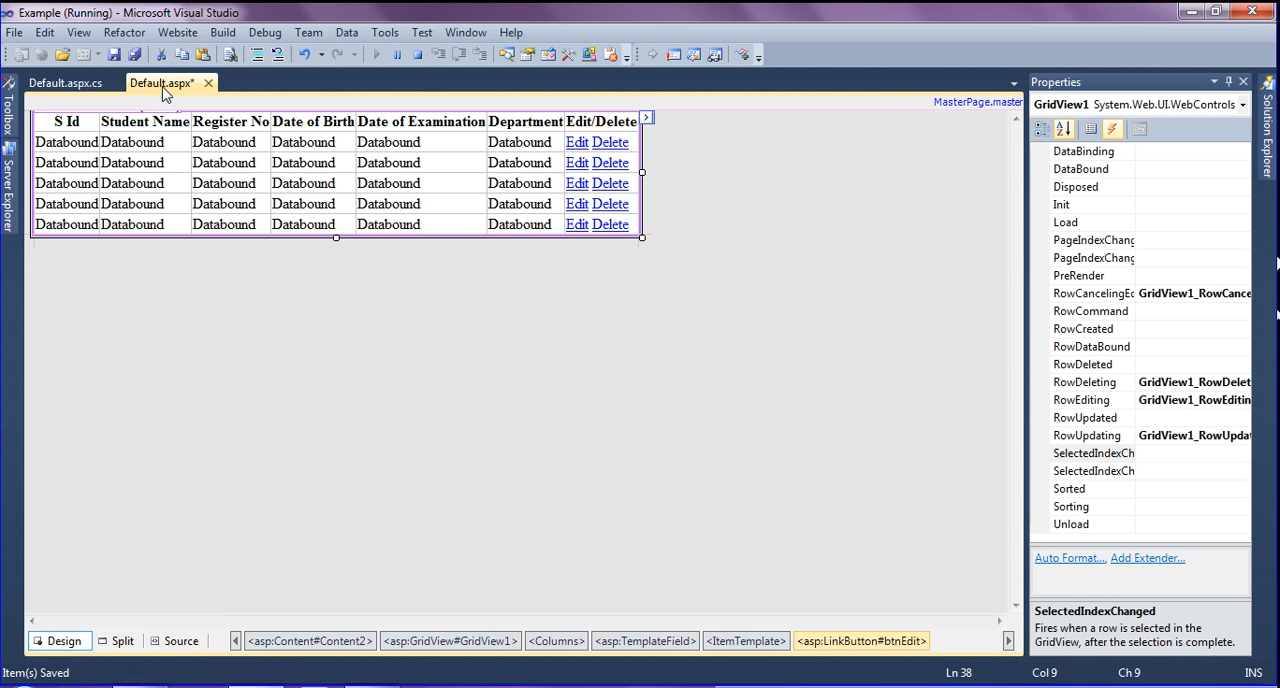 Example (Running) - Microsoft Visual Studio
File Edit View Refactor Website Build Debug Team Data Tools Test Window Help
Default.aspx.cs Default.aspx*
Toolbox
Server Explorer
MasterPage.master
S Id Student Name Register No Date of Birth Date of Examination Department Edit/Delete
Databound Databound Databound Databound Databound Databound Edit Delete
Databound Databound Databound Databound Databound Databound Edit Delete
Databound Databound Databound Databound Databound Databound Edit Delete
Databound Databound Databound Databound Databound Databound Edit Delete
Databound Databound Databound Databound Databound Databound Edit Delete
Design Split Source <asp:Content#Content2> <asp:GridView#GridView1> <Columns> <asp:TemplateField> <ItemTemplate> <asp:LinkButton#btnEdit>
Properties
GridView1 System.Web.UI.WebControls
DataBinding
DataBound
Disposed
Init
Load
PageIndexChang
PageIndexChang
PreRender
RowCancelingEd GridView1_RowCance
RowCommand
RowCreated
RowDataBound
RowDeleted
RowDeleting GridView1_RowDelet
RowEditing GridView1_RowEditin
RowUpdated
RowUpdating GridView1_RowUpdat
SelectedIndexCh
SelectedIndexCh
Sorted
Sorting
Unload
Auto Format..., Add Extender...
SelectedIndexChanged
Fires when a row is selected in the
GridView, after the selection is complete.
Solution Explorer
Item(s) Saved Ln 38 Col 9 Ch 9 INS